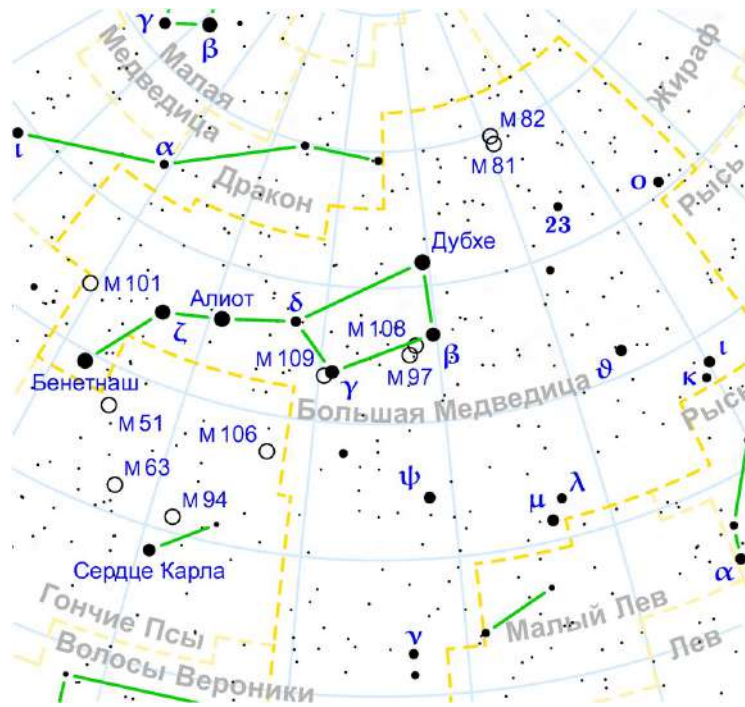 γ
β
Малая
Медведица
Жираф
M 82
M 81
ι
α
Дракон
ο
Рысь
23
Дубхе
M 101
Алиот
δ
ζ
M 108
β
M 109
γ
M 97
ϑ
ι
κ
Бенетнаш
Большая Медведица
Рысь
M 51
M 106
M 63
ψ
λ
μ
M 94
Сердце Карла
α
Гончие Псы
Малый Лев
Лев
ν
Волосы Вероники